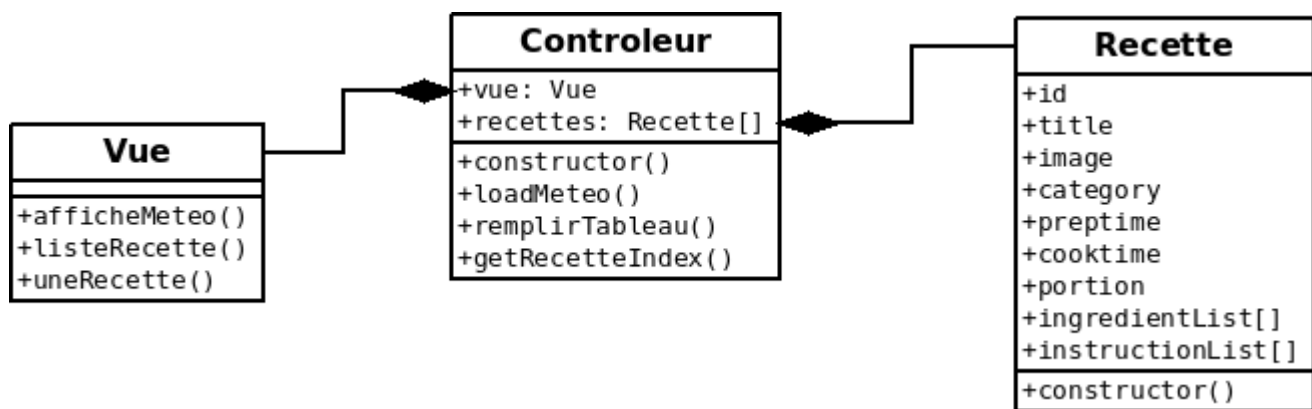 Vue
+afficheMeteo()
+listeRecette()
+uneRecette()
Controleur
+vue: Vue
+recettes: Recette[]
+constructor()
+loadMeteo()
+remplirTableau()
+getRecetteIndex()
Recette
+id
+title
+image
+category
+preptime
+cooktime
+portion
+ingredientList[]
+instructionList[]
+constructor()